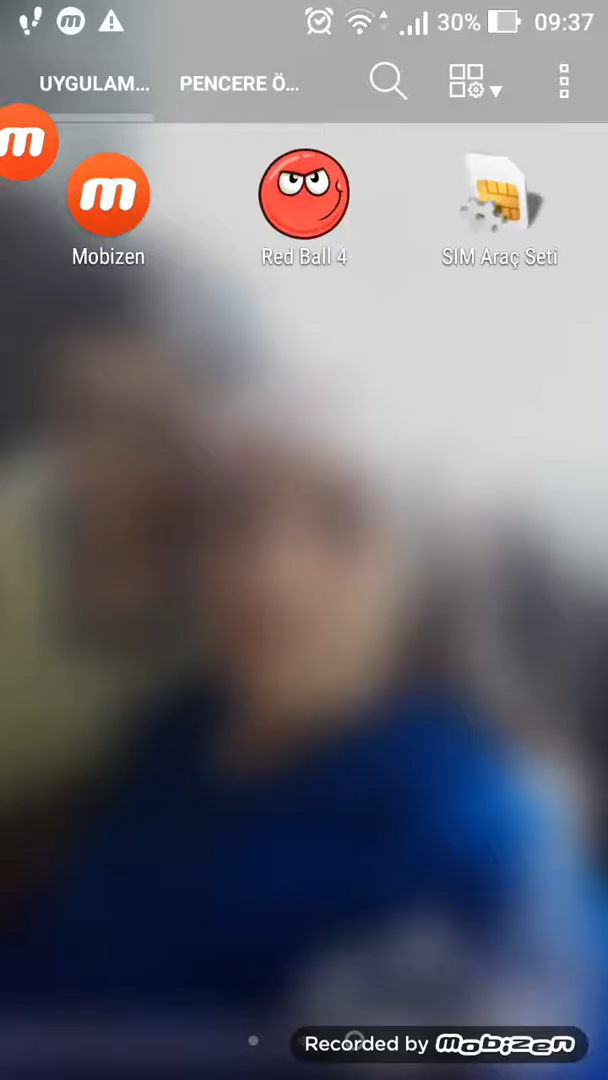 30% 09:37
UYGULAM... PENCERE Ö...
m
m
Mobizen Red Ball 4 SIM Araç Seti
Recorded by mobizen